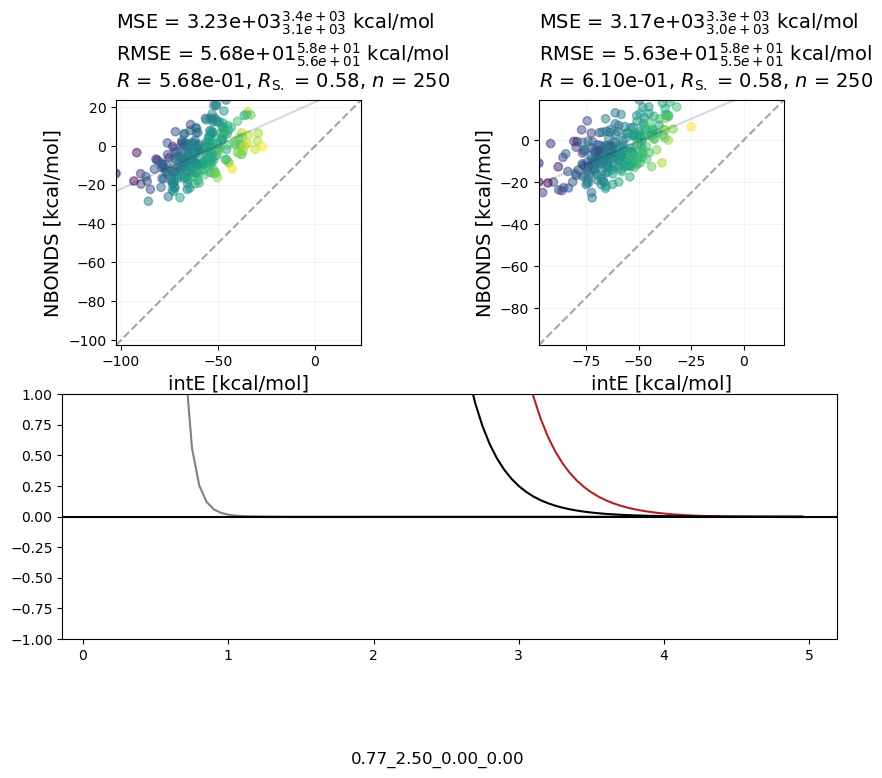 MSE = 3.23e+03 3.4e+03 3.1e+03 kcal/mol
RMSE = 5.68e+01 5.8e+01 5.6e+01 kcal/mol
R = 5.68e-01, R_S. = 0.58, n = 250
20
0
−20
−40
−60
−80
−100
NBONDS [kcal/mol]
−100 −50 0
intE [kcal/mol]
MSE = 3.17e+03 3.3e+03 3.0e+03 kcal/mol
RMSE = 5.63e+01 5.8e+01 5.5e+01 kcal/mol
R = 6.10e-01, R_S. = 0.58, n = 250
0
−20
−40
−60
−80
NBONDS [kcal/mol]
−75 −50 −25 0
intE [kcal/mol]
1.00
0.75
0.50
0.25
0.00
−0.25
−0.50
−0.75
−1.00
0 1 2 3 4 5
0.77_2.50_0.00_0.00